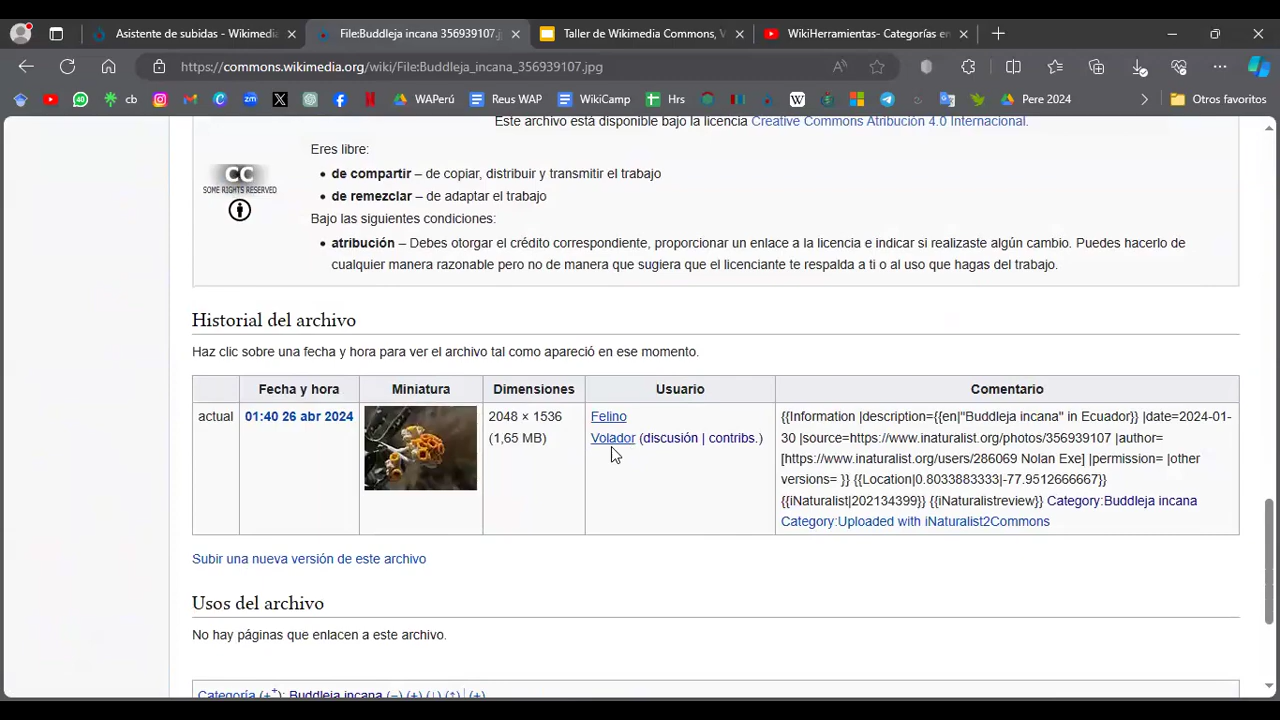 Asistente de subidas - Wikimedi
File:Buddleja incana 356939107.j
Taller de Wikimedia Commons, V
WikiHerramientas- Categorías en
https://commons.wikimedia.org/wiki/File:Buddleja_incana_356939107.jpg
cb
WAPerú
Reus WAP
WikiCamp
Hrs
Pere 2024
Otros favoritos
Este archivo está disponible bajo la licencia Creative Commons Atribución 4.0 Internacional.
CC
SOME RIGHTS RESERVED
Eres libre:
de compartir – de copiar, distribuir y transmitir el trabajo
de remezclar – de adaptar el trabajo
Bajo las siguientes condiciones:
atribución – Debes otorgar el crédito correspondiente, proporcionar un enlace a la licencia e indicar si realizaste algún cambio. Puedes hacerlo de
cualquier manera razonable pero no de manera que sugiera que el licenciante te respalda a ti o al uso que hagas del trabajo.
Historial del archivo
Haz clic sobre una fecha y hora para ver el archivo tal como apareció en ese momento.
Fecha y hora Miniatura Dimensiones Usuario Comentario
actual 01:40 26 abr 2024
2048 × 1536
(1,65 MB)
Felino
Volador (discusión | contribs.)
{{Information |description={{en|"Buddleja incana" in Ecuador}} |date=2024-01-
30 |source=https://www.inaturalist.org/photos/356939107 |author=
[https://www.inaturalist.org/users/286069 Nolan Exe] |permission= |other
versions= }} {{Location|0.8033883333|-77.9512666667}}
{{iNaturalist|202134399}} {{iNaturalistreview}} Category:Buddleja incana
Category:Uploaded with iNaturalist2Commons
Subir una nueva versión de este archivo
Usos del archivo
No hay páginas que enlacen a este archivo.
Categoría (++): Buddleja incana (−) (±) (↓) (↑) | (+)